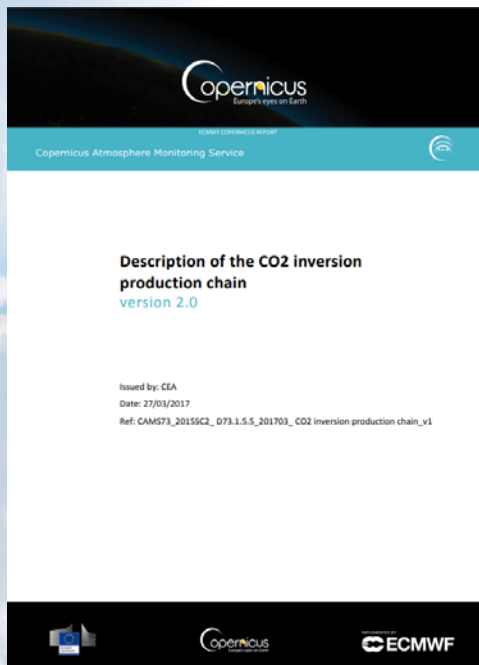 Copernicus
Europe's eyes on Earth
ECMWF COPERNICUS REPORT
Copernicus Atmosphere Monitoring Service
Description of the CO2 inversion
production chain
version 2.0
Issued by: CEA
Date: 27/03/2017
Ref: CAMS73_2015SC2_ D73.1.5.5_201703_ CO2 inversion production chain_v1
Copernicus
Europe's eyes on Earth
IMPLEMENTED BY
ECMWF